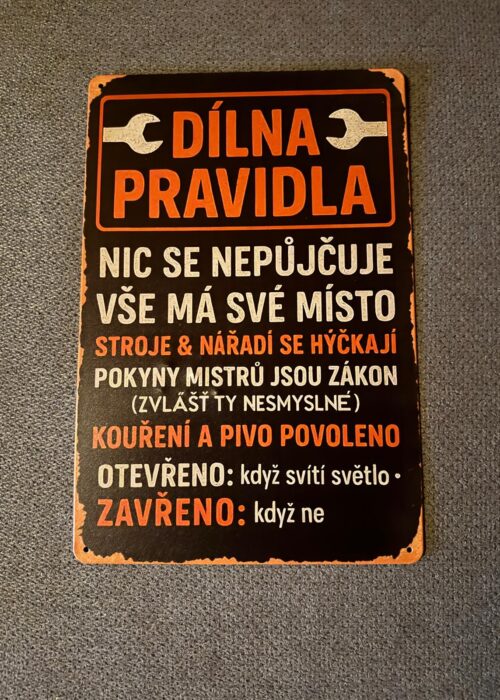 DÍLNA
PRAVIDLA
NIC SE NEPŮJČUJE
VŠE MÁ SVÉ MÍSTO
STROJE & NÁŘADÍ SE HÝČKAJÍ
POKYNY MISTRŮ JSOU ZÁKON
(ZVLÁŠŤ TY NESMYSLNÉ)
KOUŘENÍ A PIVO POVOLENO
OTEVŘENO: když svítí světlo •
ZAVŘENO: když ne